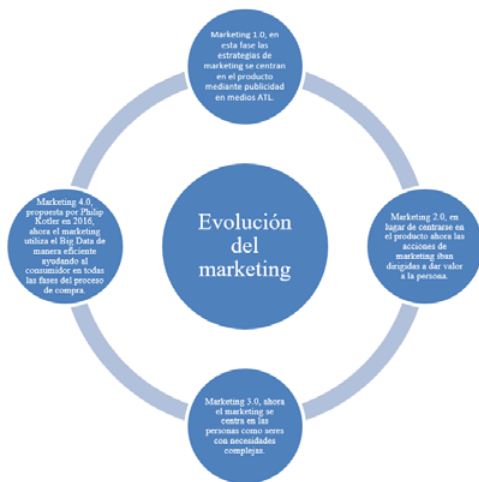 Marketing 1.0, en
esta fase las
estrategias de
marketing se centran
en el producto
mediante publicidad
en medios ATL.
Evolución
del
marketing
Marketing 2.0, en
lugar de centrarse en
el producto ahora las
acciones de
marketing iban
dirigidas a dar valor
a la persona.
Marketing 3.0, ahora
el marketing se
centra en las
personas como seres
con necesidades
complejas.
Marketing 4.0,
propuesta por Philip
Kotler en 2016,
ahora el marketing
utiliza el Big Data de
manera eficiente
ayudando al
consumidor en todas
las fases del proceso
de compra.